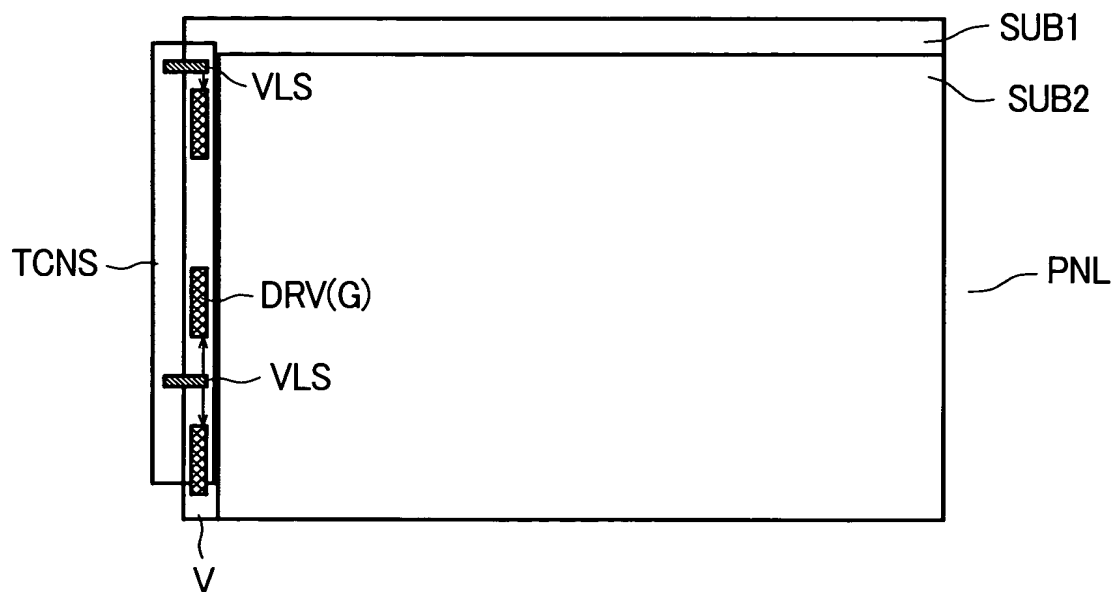 SUB1
VLS
SUB2
TCNS
DRV(G)
PNL
VLS
V